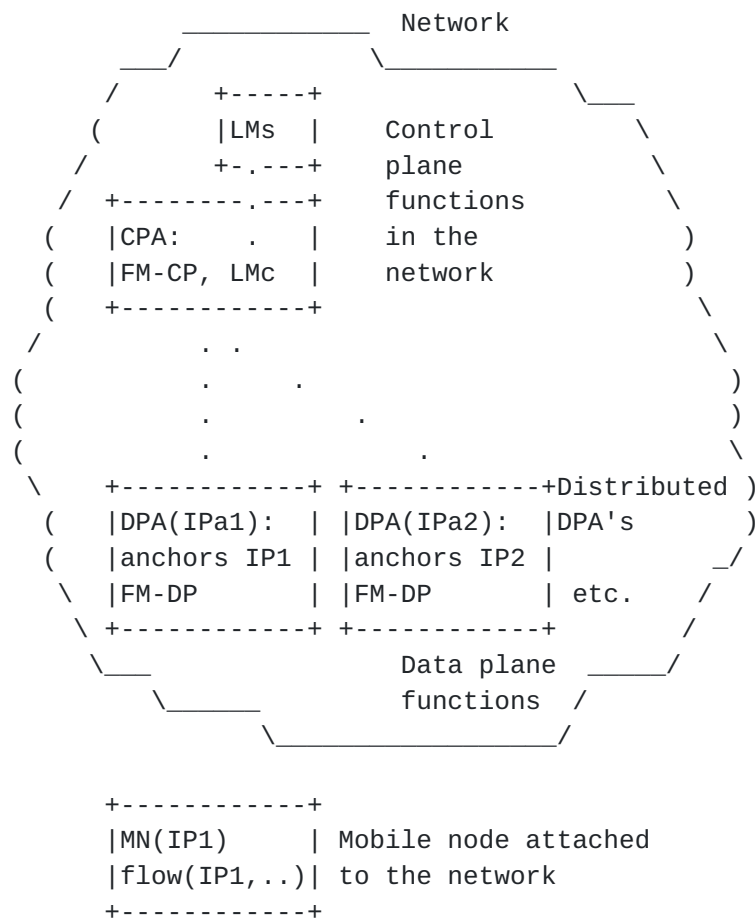 Network
LMs Control
plane
functions
CPA: in the
FM-CP, LMc network
Distributed
DPA(IPa1): DPA(IPa2): DPA's
anchors IP1 anchors IP2
FM-DP FM-DP etc.
Data plane
functions
MN(IP1) Mobile node attached
flow(IP1,..) to the network